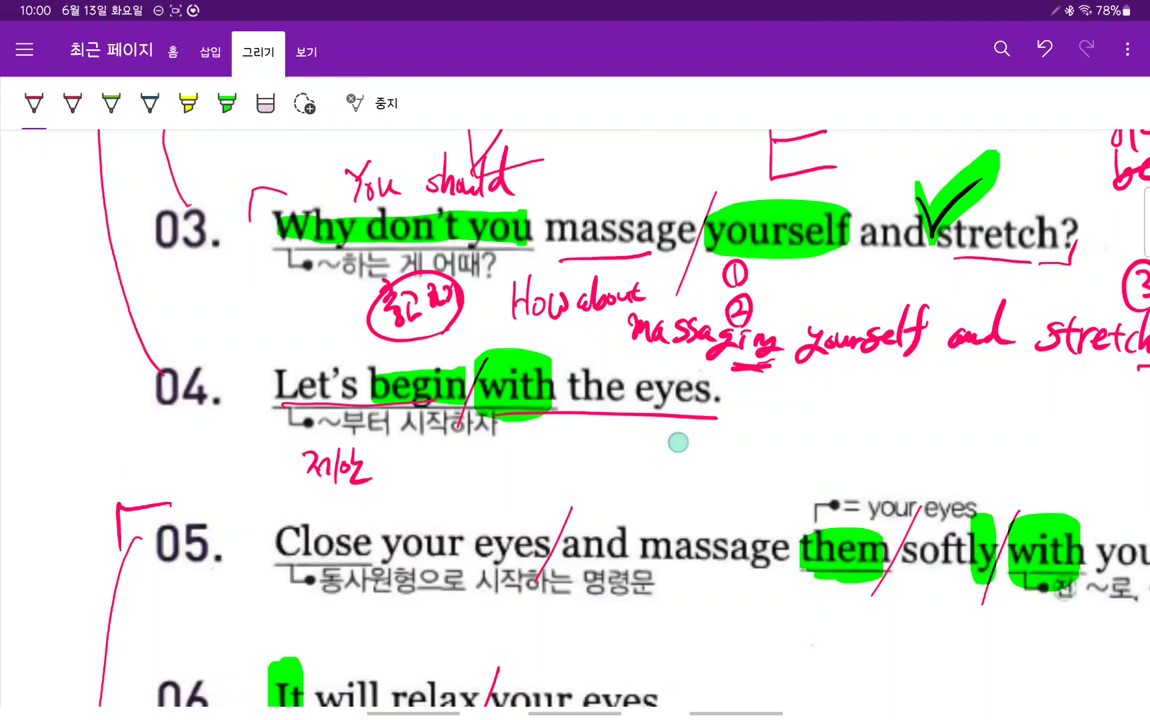 10:00 6월 13일 화요일 78%
최근 페이지 홈 삽입 그리기 보기
중지
You should
03. Why don't you massage yourself and stretch?
~하는 게 어때?
How about
①
②
③
massaging yourself and stretch
04. Let's begin with the eyes.
~부터 시작하자
제안
= your eyes
05. Close your eyes and massage them softly with you
동사원형으로 시작하는 명령문
전 ~로,
06. It will relax your eyes